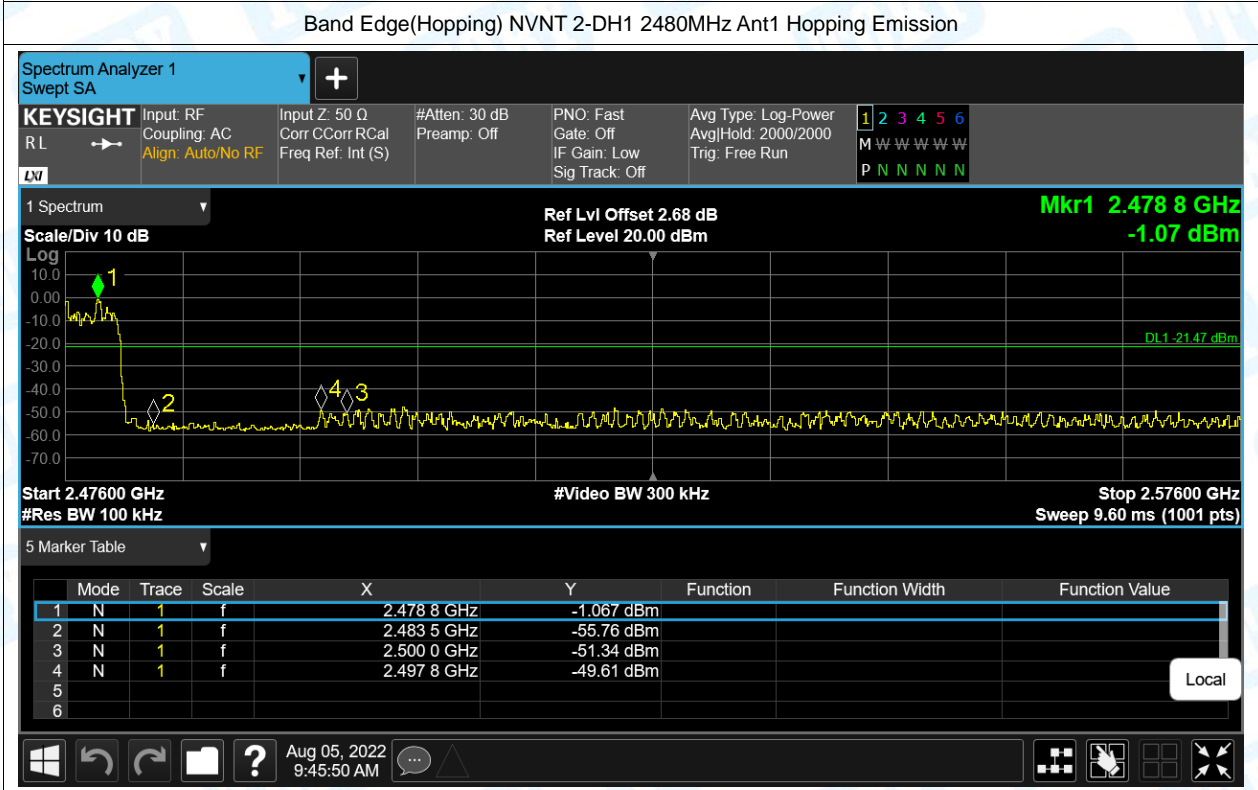 Band Edge(Hopping) NVNT 2-DH1 2480MHz Ant1 Hopping Emission
Spectrum Analyzer 1
Swept SA
KEYSIGHT
RL
LXI
Input: RF
Coupling: AC
Align: Auto/No RF
Input Z: 50 Ω
Corr CCorr RCal
Freq Ref: Int (S)
#Atten: 30 dB
Preamp: Off
PNO: Fast
Gate: Off
IF Gain: Low
Sig Track: Off
Avg Type: Log-Power
Avg|Hold: 2000/2000
Trig: Free Run
1 2 3 4 5 6
M W W W W W
P N N N N N
1 Spectrum
Scale/Div 10 dB
Ref Lvl Offset 2.68 dB
Ref Level 20.00 dBm
Mkr1 2.478 8 GHz
-1.07 dBm
Log
10.0
0.00
-10.0
-20.0
-30.0
-40.0
-50.0
-60.0
-70.0
1
2
4
3
DL1 -21.47 dBm
Start 2.47600 GHz
#Video BW 300 kHz
Stop 2.57600 GHz
#Res BW 100 kHz
Sweep 9.60 ms (1001 pts)
5 Marker Table
Mode Trace Scale X Y Function Function Width Function Value
1 N 1 f 2.478 8 GHz -1.067 dBm
2 N 1 f 2.483 5 GHz -55.76 dBm
3 N 1 f 2.500 0 GHz -51.34 dBm
4 N 1 f 2.497 8 GHz -49.61 dBm
5
6
Local
?
Aug 05, 2022
9:45:50 AM